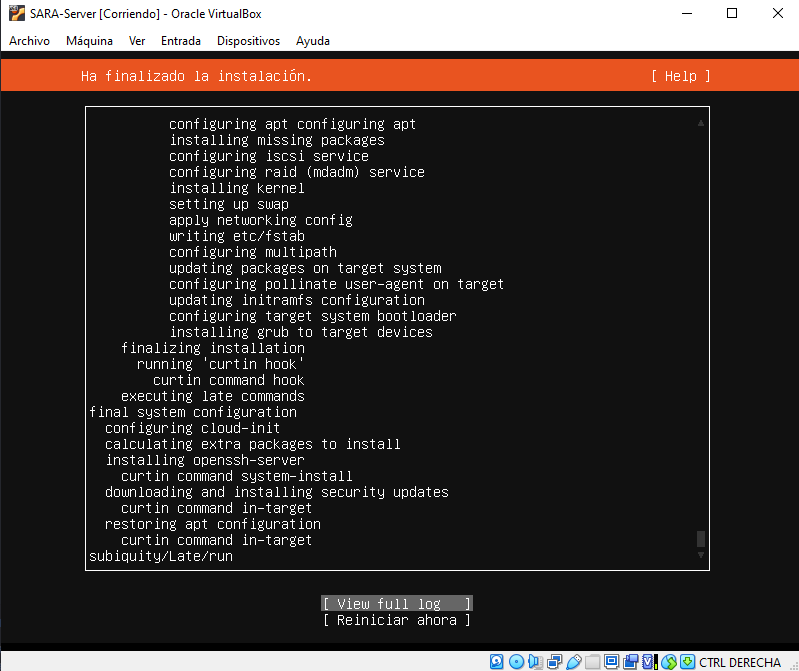 SARA-Server [Corriendo] - Oracle VirtualBox
Archivo Máquina Ver Entrada Dispositivos Ayuda
Ha finalizado la instalación. [ Help ]
configuring apt configuring apt
installing missing packages
configuring iscsi service
configuring raid (mdadm) service
installing kernel
setting up swap
apply networking config
writing etc/fstab
configuring multipath
updating packages on target system
configuring pollinate user-agent on target
updating initramfs configuration
configuring target system bootloader
installing grub to target devices
finalizing installation
running 'curtin hook'
curtin command hook
executing late commands
final system configuration
configuring cloud-init
calculating extra packages to install
installing openssh-server
curtin command system-install
downloading and installing security updates
curtin command in-target
restoring apt configuration
curtin command in-target
subiquity/Late/run
[ View full log ]
[ Reiniciar ahora ]
CTRL DERECHA